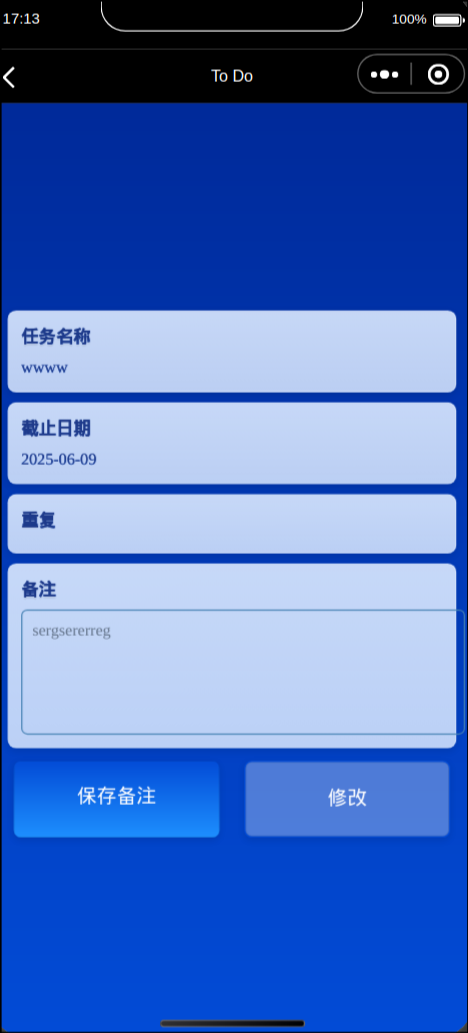 17:13
100%
To Do
任务名称
wwww
截止日期
2025-06-09
重复
备注
sergsererreg
保存备注
修改